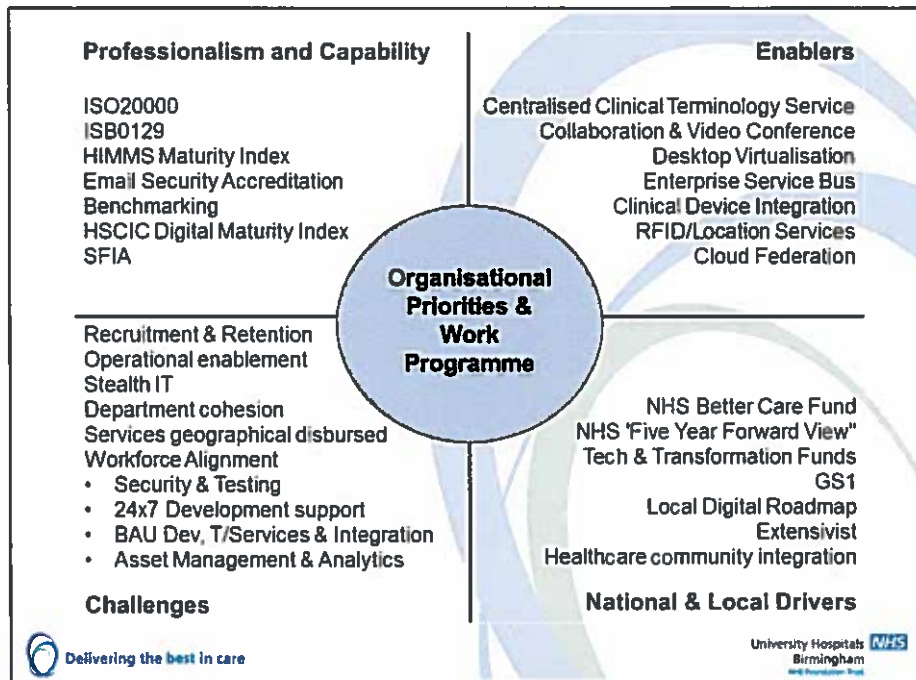 Professionalism and Capability
ISO20000
ISB0129
HIMMS Maturity Index
Email Security Accreditation
Benchmarking
HSCIC Digital Maturity Index
SFIA
Enablers
Centralised Clinical Terminology Service
Collaboration & Video Conference
Desktop Virtualisation
Enterprise Service Bus
Clinical Device Integration
RFID/Location Services
Cloud Federation
Organisational
Priorities &
Work
Programme
Recruitment & Retention
Operational enablement
Stealth IT
Department cohesion
Services geographical disbursed
Workforce Alignment
• Security & Testing
• 24x7 Development support
• BAU Dev, T/Services & Integration
• Asset Management & Analytics
Challenges
NHS Better Care Fund
NHS 'Five Year Forward View"
Tech & Transformation Funds
GS1
Local Digital Roadmap
Extensivist
Healthcare community integration
National & Local Drivers
Delivering the best in care
University Hospitals NHS
Birmingham
NHS Foundation Trust